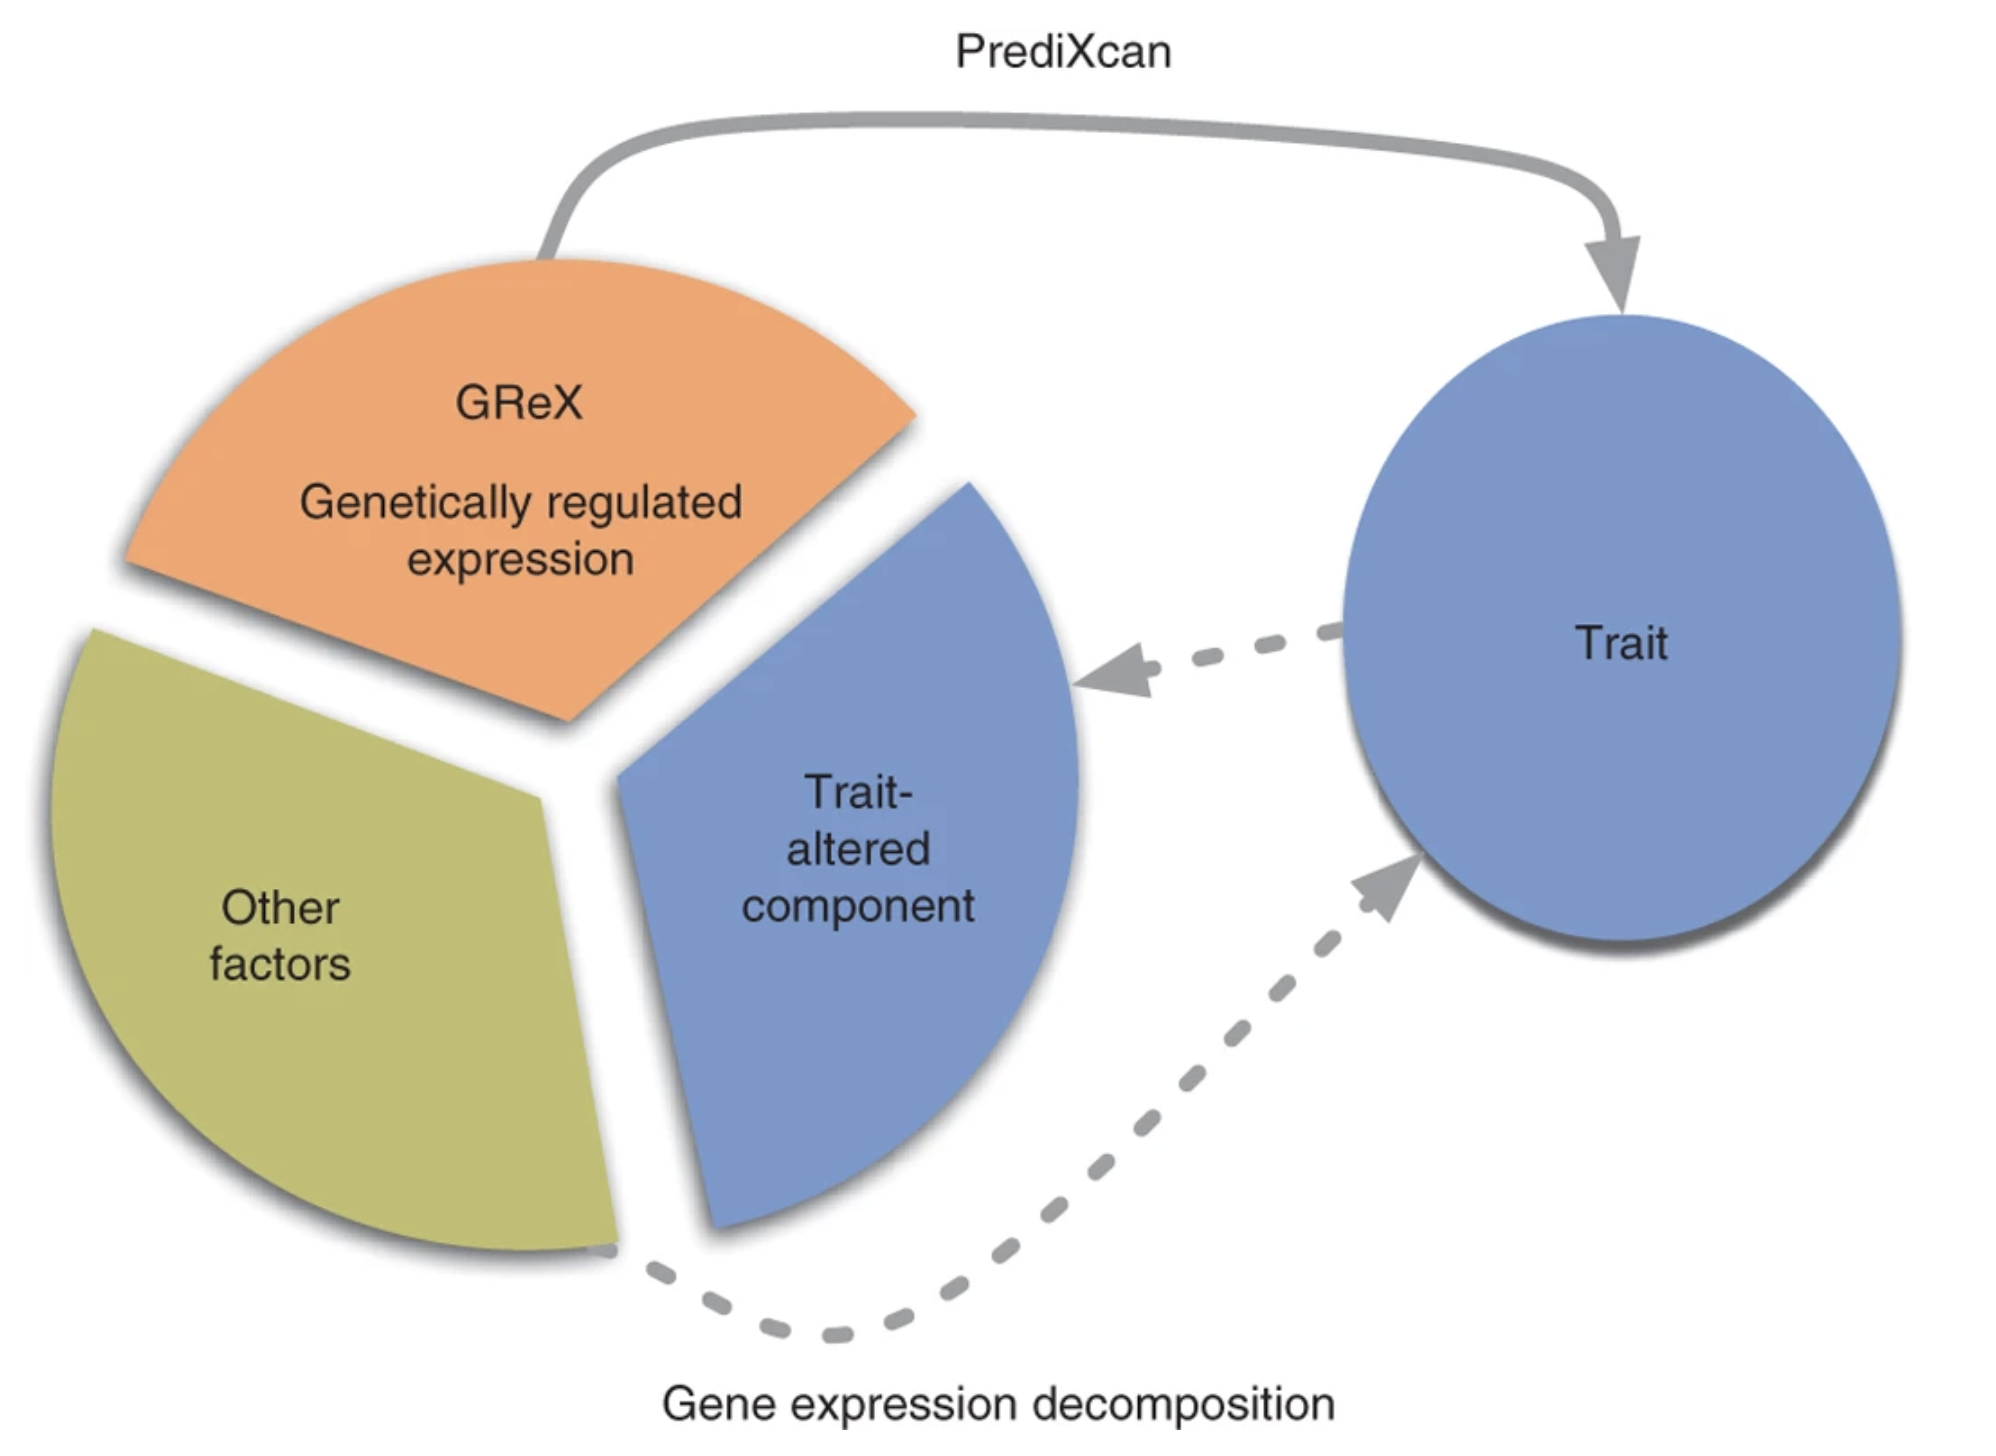 PrediXcan
GReX
Genetically regulated
expression
Trait
Trait-
altered
component
Other
factors
Gene expression decomposition